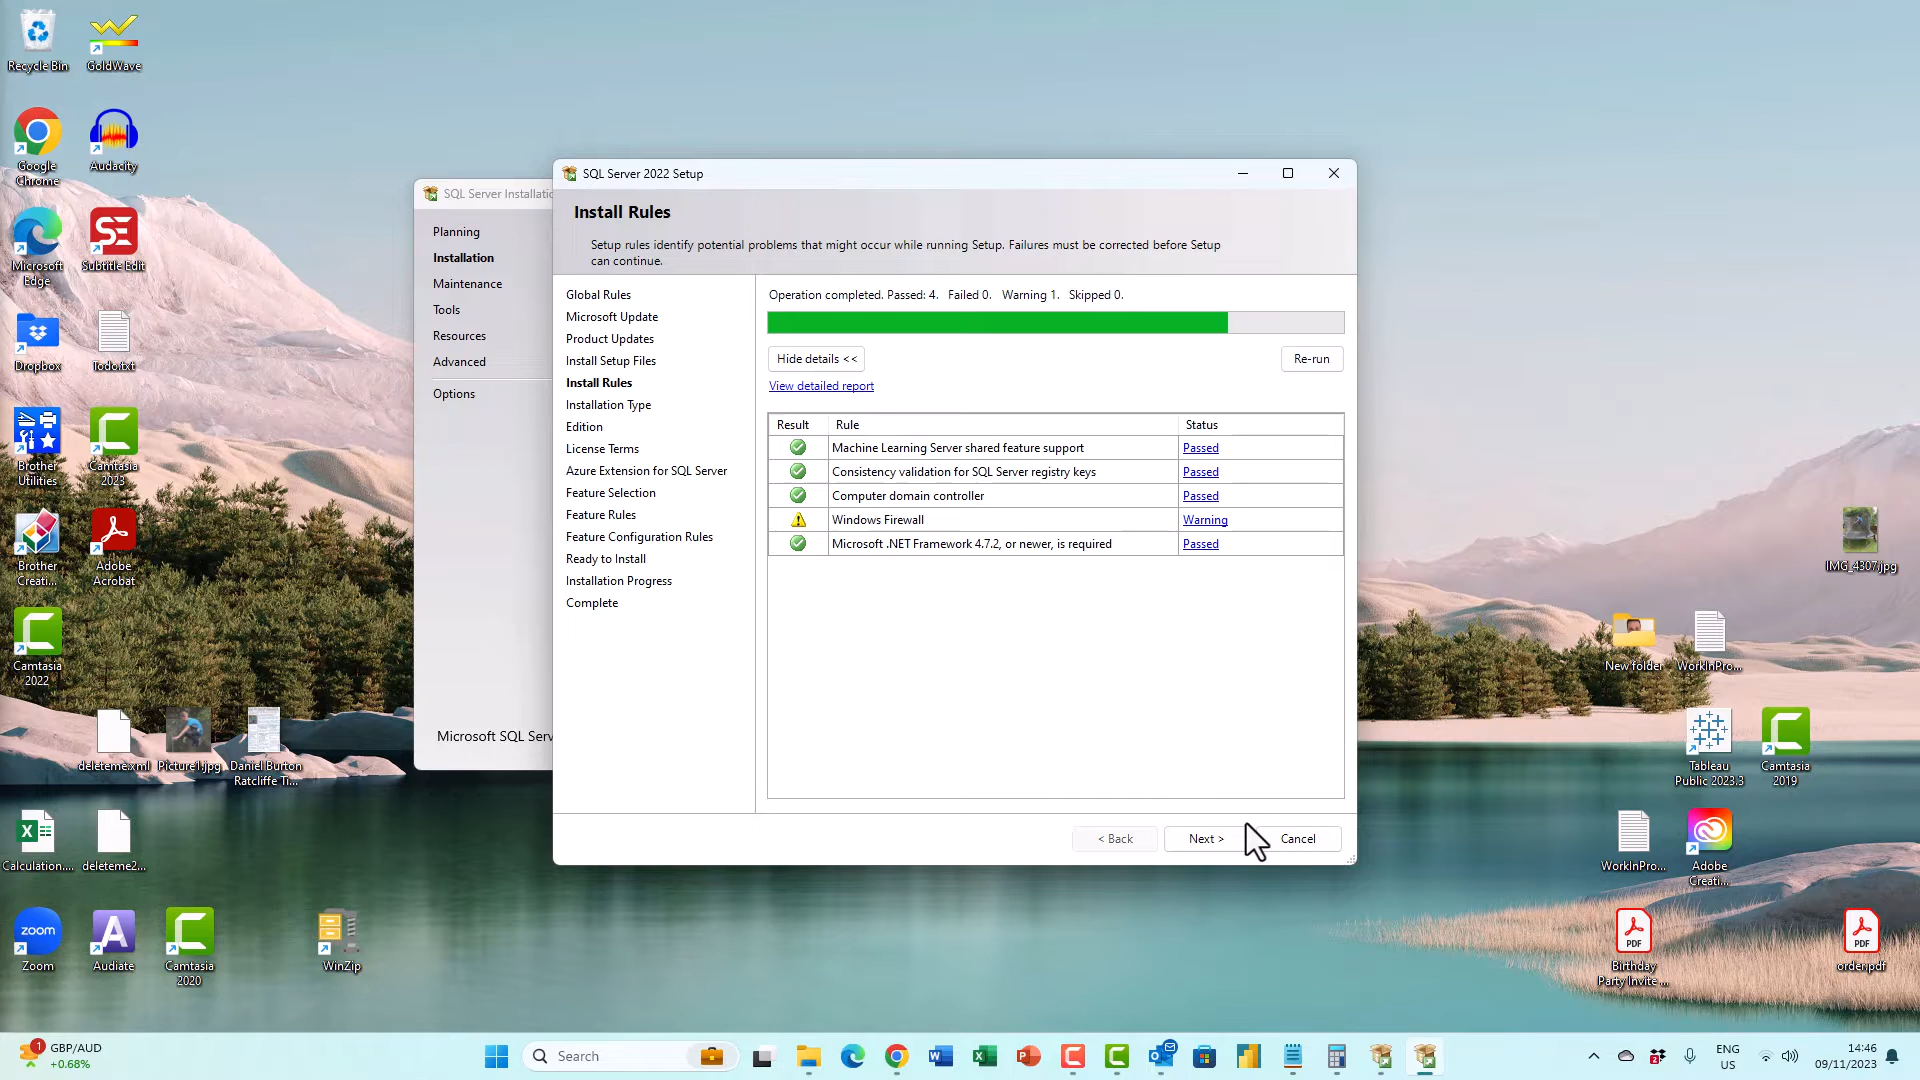 Recycle Bin
GoldWave
Google
Chrome
Audacity
Microsoft
Edge
SE
Subtitle Edit
Dropbox
Todo.txt
Brother
Utilities
Camtasia
2023
Brother
Creati...
Adobe
Acrobat
Camtasia
2022
deleteme.xml
Picture1.jpg
Daniel Burton
Ratcliffe Ti...
Calculation....
deleteme2...
zoom
Zoom
Audiate
Camtasia
2020
WinZip
SQL Server Installatio
Planning
Installation
Maintenance
Tools
Resources
Advanced
Options
Microsoft SQL Serv
SQL Server 2022 Setup
Install Rules
Setup rules identify potential problems that might occur while running Setup. Failures must be corrected before Setup
can continue.
Global Rules
Microsoft Update
Product Updates
Install Setup Files
Install Rules
Installation Type
Edition
License Terms
Azure Extension for SQL Server
Feature Selection
Feature Rules
Feature Configuration Rules
Ready to Install
Installation Progress
Complete
Operation completed. Passed: 4. Failed 0. Warning 1. Skipped 0.
Hide details <<
Re-run
View detailed report
Result Rule Status
Machine Learning Server shared feature support Passed
Consistency validation for SQL Server registry keys Passed
Computer domain controller Passed
Windows Firewall Warning
Microsoft .NET Framework 4.7.2, or newer, is required Passed
< Back
Next >
Cancel
IMG_4307.jpg
New folder
WorkInPro...
Tableau
Public 2023.3
Camtasia
2019
WorkInPro...
Adobe
Creati...
PDF
Birthday
Party Invite ...
PDF
order.pdf
1
GBP/AUD
+0.68%
Search
2
ENG
US
14:46
09/11/2023